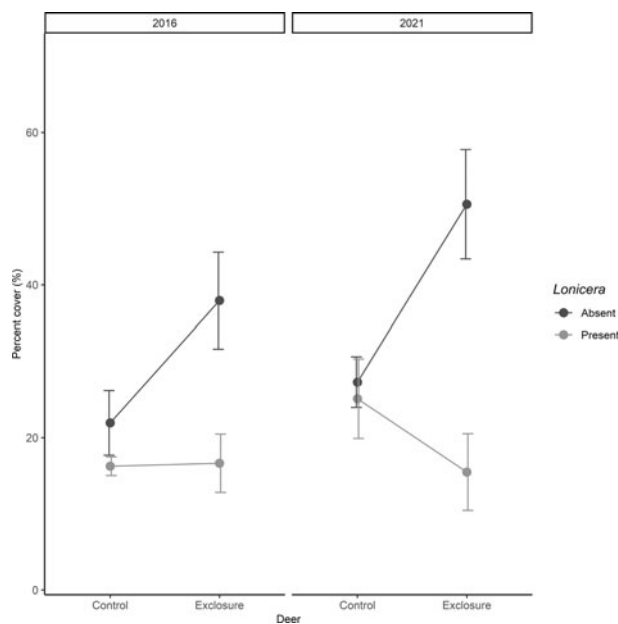 2016
2021
Percent cover (%)
60
40
20
0
Control
Exclosure
Control
Exclosure
Deer
Lonicera
Absent
Present